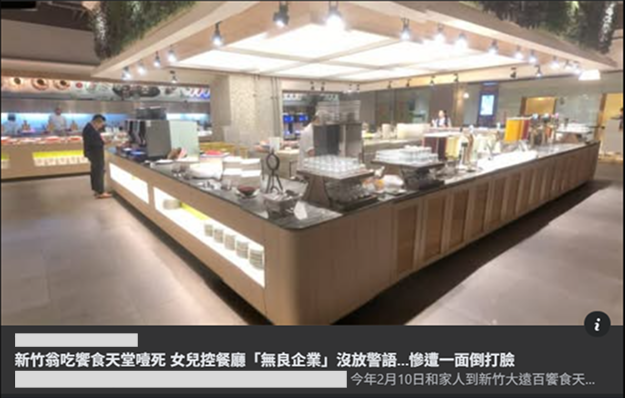 新竹翁吃饗食天堂噎死 女兒控餐廳「無良企業」沒放警語...慘遭一面倒打臉
今年2月10日和家人到新竹大遠百饗食天...